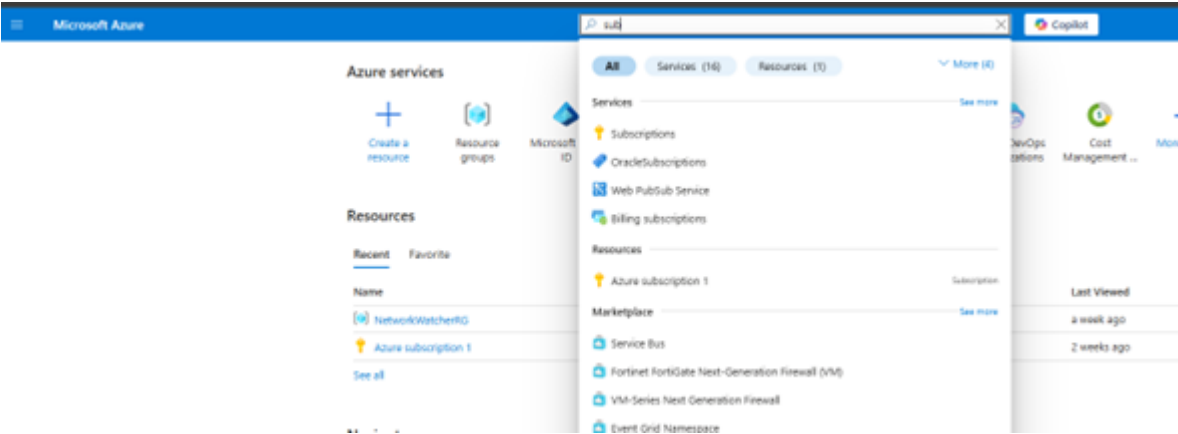 Microsoft Azure
sub
Copilot
All
Services (16)
Resources (1)
More (4)
Azure services
Create a resource
Resource groups
Microsoft
ID
DevOps
Cost Management ...
Services
See more
Subscriptions
OracleSubscriptions
Web PubSub Service
Billing subscriptions
Resources
Recent
Favorite
Name
Last Viewed
NetworkWatcherRG
a week ago
Azure subscription 1
2 weeks ago
See all
Resources
Azure subscription 1
Subscription
Marketplace
See more
Service Bus
Fortinet FortiGate Next-Generation Firewall (VM)
VM-Series Next Generation Firewall
Event Grid Namespace